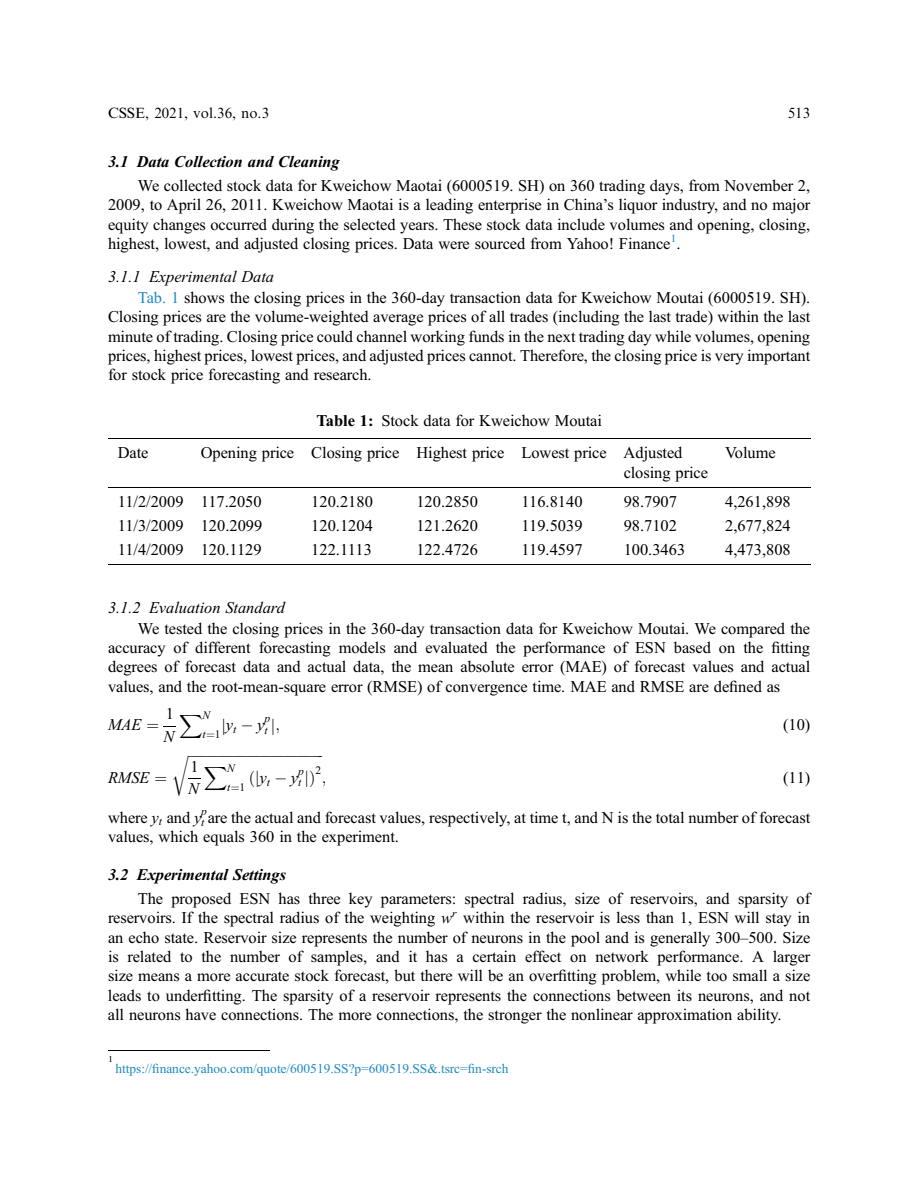 CSSE, 2021, vol.36, no.3 513
3.1 Data Collection and Cleaning
We collected stock data for Kweichow Maotai (6000519. SH) on 360 trading days, from November 2,
2009, to April 26, 2011. Kweichow Maotai is a leading enterprise in China's liquor industry, and no major
equity changes occurred during the selected years. These stock data include volumes and opening, closing,
highest, lowest, and adjusted closing prices. Data were sourced from Yahoo! Finance¹.
3.1.1 Experimental Data
Tab. 1 shows the closing prices in the 360-day transaction data for Kweichow Moutai (6000519. SH).
Closing prices are the volume-weighted average prices of all trades (including the last trade) within the last
minute of trading. Closing price could channel working funds in the next trading day while volumes, opening
prices, highest prices, lowest prices, and adjusted prices cannot. Therefore, the closing price is very important
for stock price forecasting and research.
Table 1: Stock data for Kweichow Moutai
Date Opening price Closing price Highest price Lowest price Adjusted closing price Volume
11/2/2009 117.2050 120.2180 120.2850 116.8140 98.7907 4,261,898
11/3/2009 120.2099 120.1204 121.2620 119.5039 98.7102 2,677,824
11/4/2009 120.1129 122.1113 122.4726 119.4597 100.3463 4,473,808
3.1.2 Evaluation Standard
We tested the closing prices in the 360-day transaction data for Kweichow Moutai. We compared the
accuracy of different forecasting models and evaluated the performance of ESN based on the fitting
degrees of forecast data and actual data, the mean absolute error (MAE) of forecast values and actual
values, and the root-mean-square error (RMSE) of convergence time. MAE and RMSE are defined as
MAE = 1/N ∑_{t=1}^{N} |y_t − y_t^p|, (10)
RMSE = √(1/N ∑_{t=1}^{N} (|y_t − y_t^p|)²), (11)
where y_t and y_t^p are the actual and forecast values, respectively, at time t, and N is the total number of forecast
values, which equals 360 in the experiment.
3.2 Experimental Settings
The proposed ESN has three key parameters: spectral radius, size of reservoirs, and sparsity of
reservoirs. If the spectral radius of the weighting w^r within the reservoir is less than 1, ESN will stay in
an echo state. Reservoir size represents the number of neurons in the pool and is generally 300–500. Size
is related to the number of samples, and it has a certain effect on network performance. A larger
size means a more accurate stock forecast, but there will be an overfitting problem, while too small a size
leads to underfitting. The sparsity of a reservoir represents the connections between its neurons, and not
all neurons have connections. The more connections, the stronger the nonlinear approximation ability.
1 https://finance.yahoo.com/quote/600519.SS?p=600519.SS&.tsrc=fin-srch